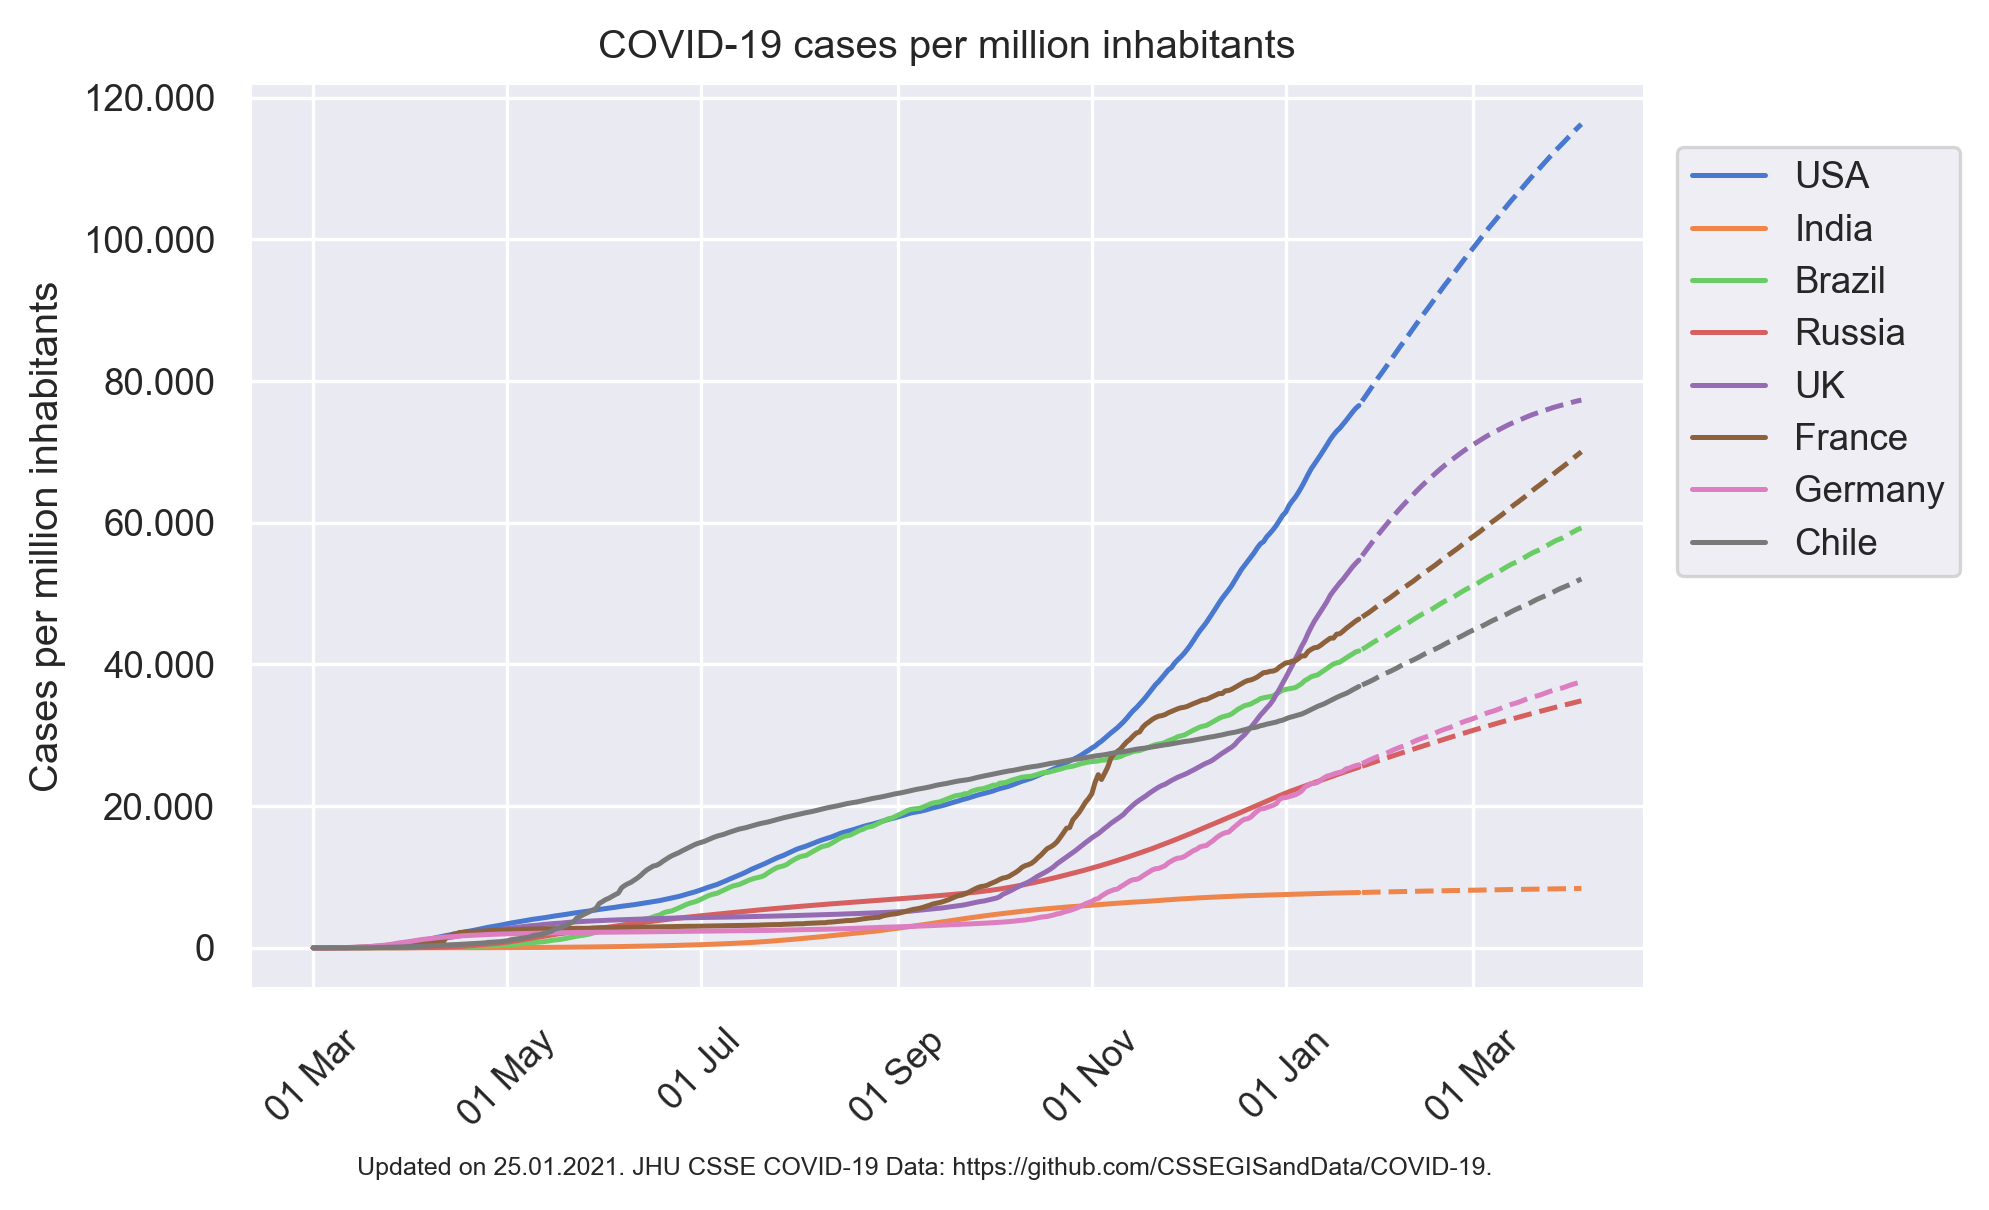 COVID-19 cases per million inhabitants
120.000
100.000
80.000
60.000
40.000
20.000
0
Cases per million inhabitants
01 Mar
01 May
01 Jul
01 Sep
01 Nov
01 Jan
01 Mar
USA
India
Brazil
Russia
UK
France
Germany
Chile
Updated on 25.01.2021. JHU CSSE COVID-19 Data: https://github.com/CSSEGISandData/COVID-19.